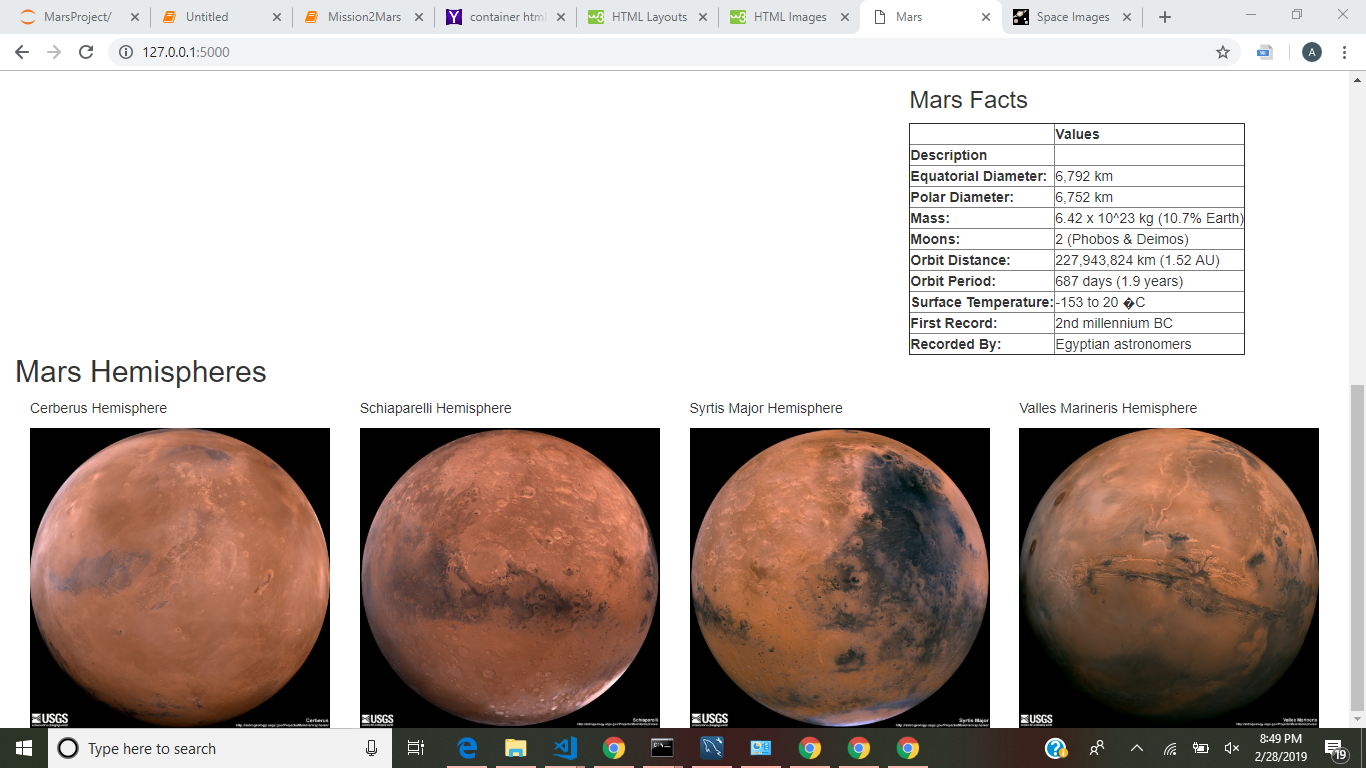 MarsProject/
Untitled
Mission2Mars
container html
HTML Layouts
HTML Images
Mars
Space Images
127.0.0.1:5000
A
Mars Facts
Values
Description
Equatorial Diameter: 6,792 km
Polar Diameter: 6,752 km
Mass: 6.42 x 10^23 kg (10.7% Earth)
Moons: 2 (Phobos & Deimos)
Orbit Distance: 227,943,824 km (1.52 AU)
Orbit Period: 687 days (1.9 years)
Surface Temperature: -153 to 20 �C
First Record: 2nd millennium BC
Recorded By: Egyptian astronomers
Mars Hemispheres
Cerberus Hemisphere
Schiaparelli Hemisphere
Syrtis Major Hemisphere
Valles Marineris Hemisphere
USGS
Cerberus
USGS
Schiaparelli
USGS
Syrtis Major
USGS
Valles Marineris
Type here to search
8:49 PM
2/28/2019
19